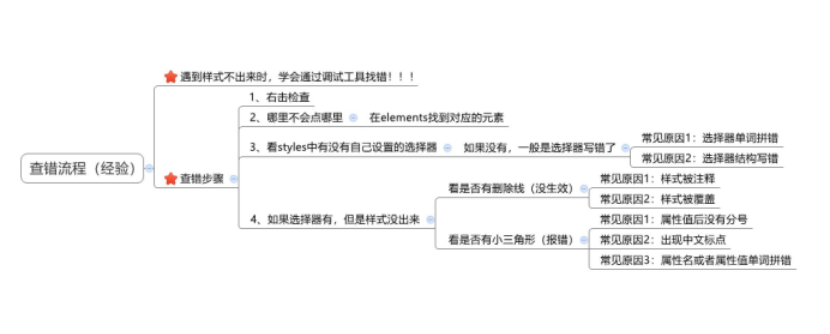 查错流程（经验）
遇到样式不出来时，学会通过调试工具找错！！！
查错步骤
1、右击检查
2、哪里不会点哪里
在elements找到对应的元素
3、看styles中有没有自己设置的选择器
如果没有，一般是选择器写错了
常见原因1：选择器单词拼错
常见原因2：选择器结构写错
4、如果选择器有，但是样式没出来
看是否有删除线（没生效）
常见原因1：样式被注释
常见原因2：样式被覆盖
看是否有小三角形（报错）
常见原因1：属性值后没有分号
常见原因2：出现中文标点
常见原因3：属性名或者属性值单词拼错